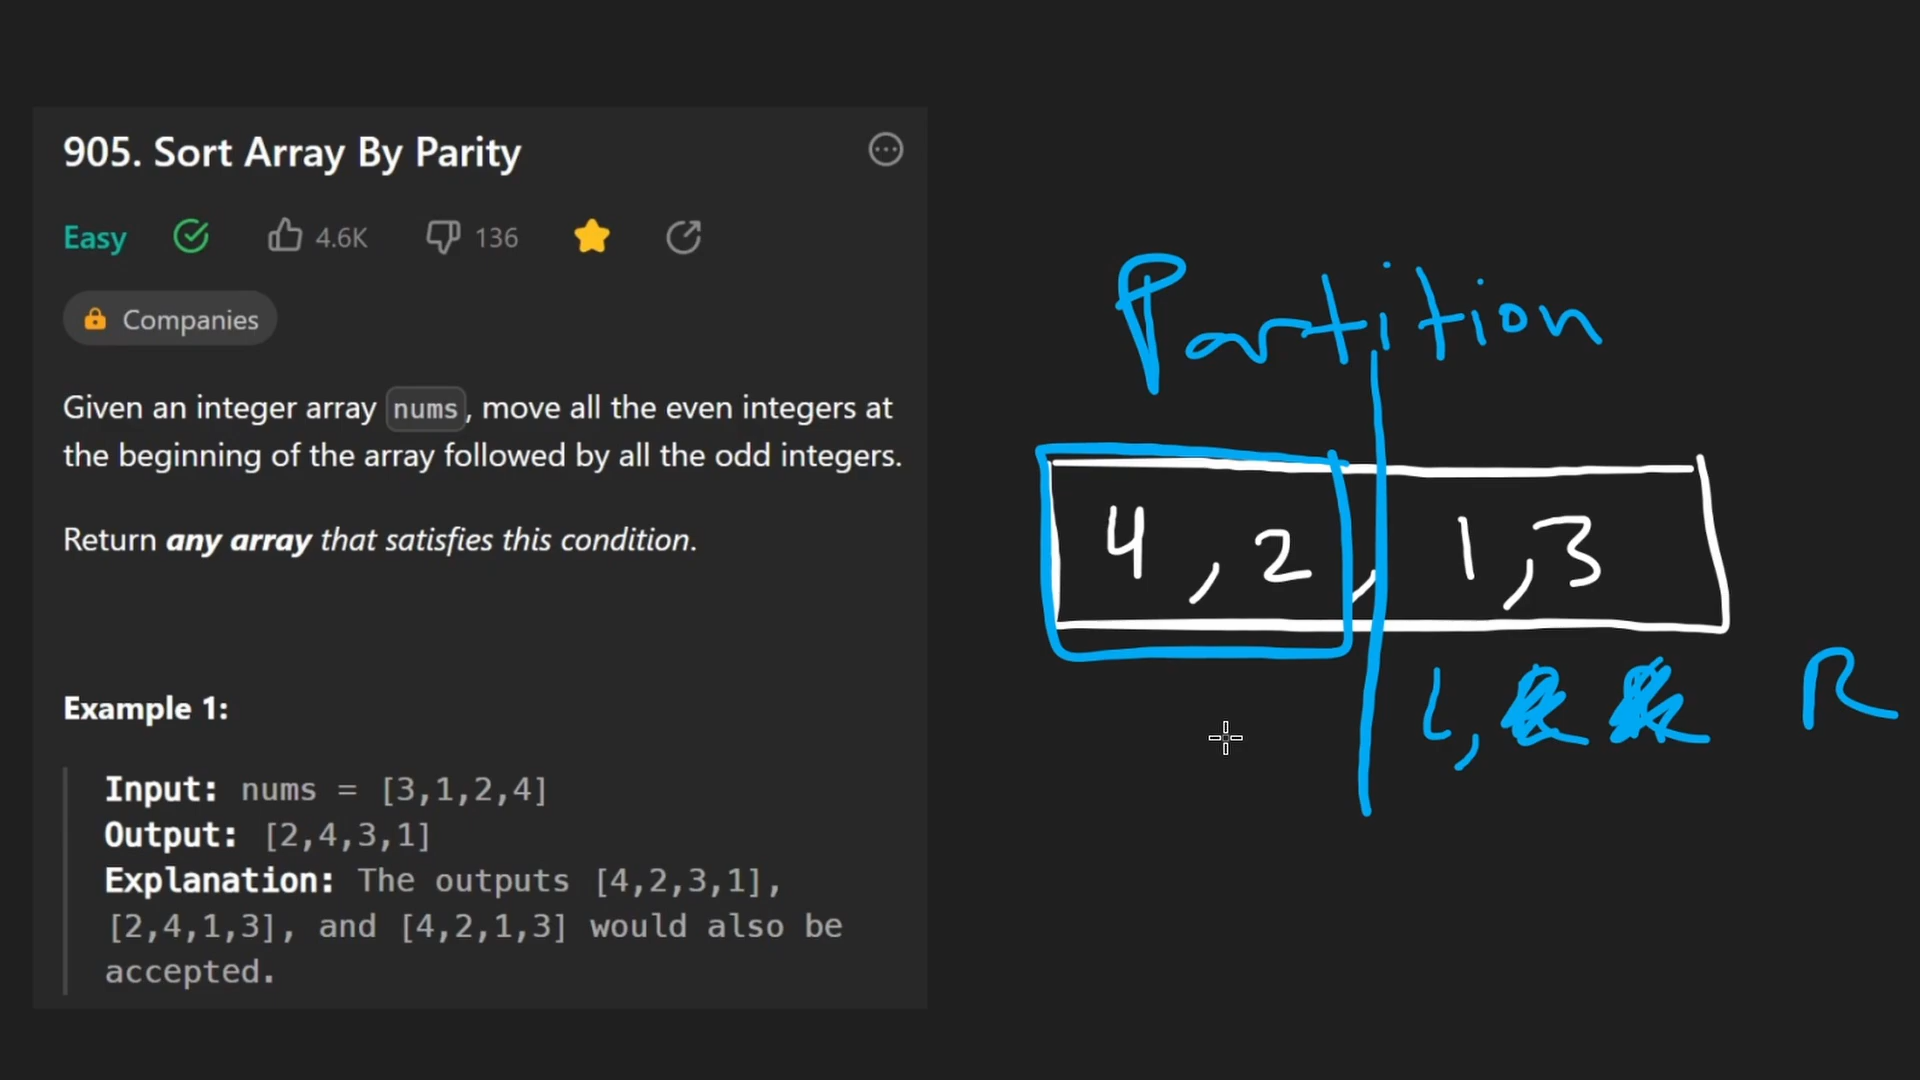 905. Sort Array By Parity
Easy 4.6K 136
Companies
Given an integer array nums, move all the even integers at
the beginning of the array followed by all the odd integers.
Return any array that satisfies this condition.
Example 1:
Input: nums = [3,1,2,4]
Output: [2,4,3,1]
Explanation: The outputs [4,2,3,1],
[2,4,1,3], and [4,2,1,3] would also be
accepted.
Partition
4, 2, 1, 3
L, R